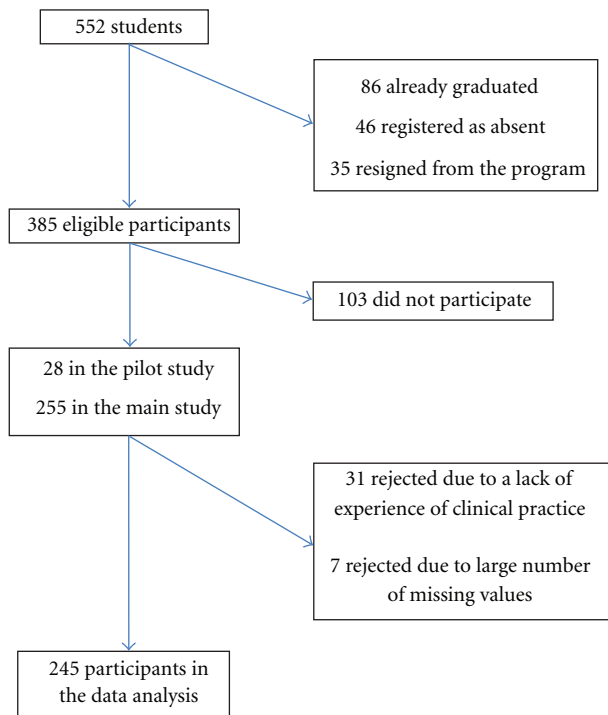 552 students
86 already graduated
46 registered as absent
35 resigned from the program
385 eligible participants
103 did not participate
28 in the pilot study
255 in the main study
31 rejected due to a lack of
experience of clinical practice
7 rejected due to large number
of missing values
245 participants in
the data analysis